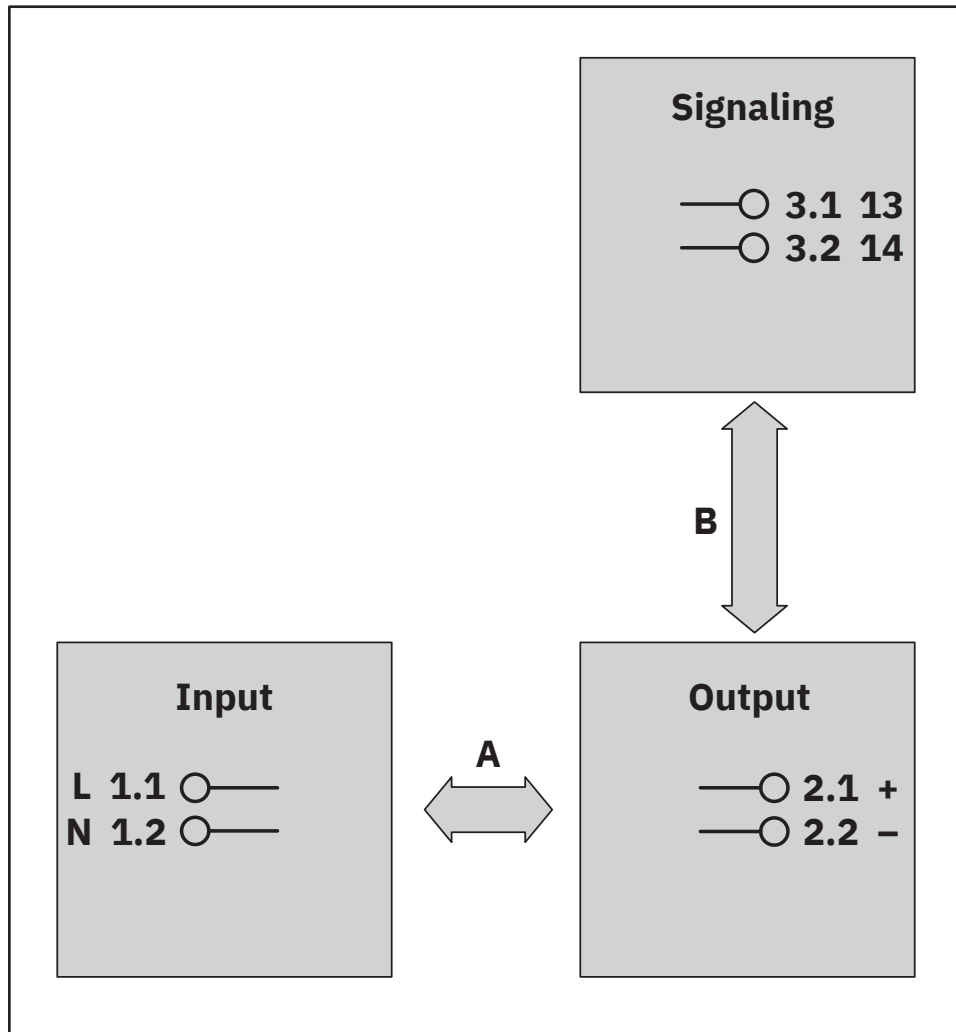 Signaling
3.1 13
3.2 14
B
Input
Output
A
L 1.1
N 1.2
2.1 +
2.2 –